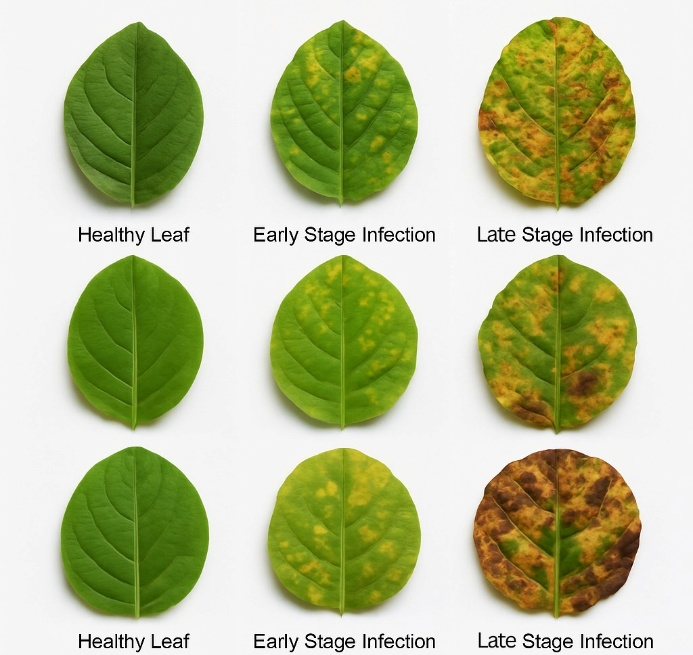 Healthy Leaf
Early Stage Infection
Late Stage Infection
Healthy Leaf
Early Stage Infection
Late Stage Infection